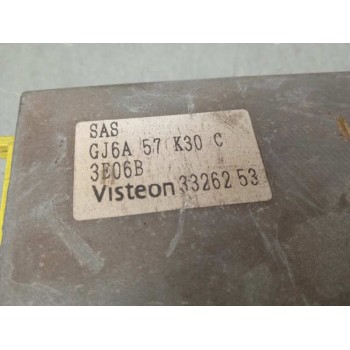 SAS
GJ6A 57 K30 C
3E06B
Visteon 33262 53